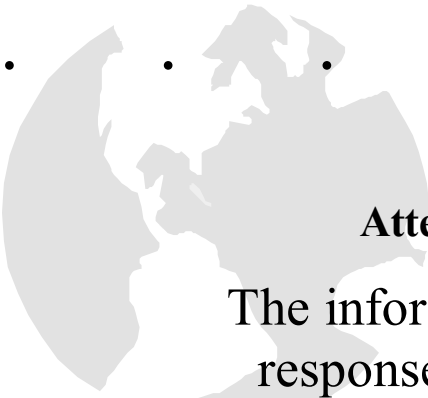 • • •
Atte
The infor
response